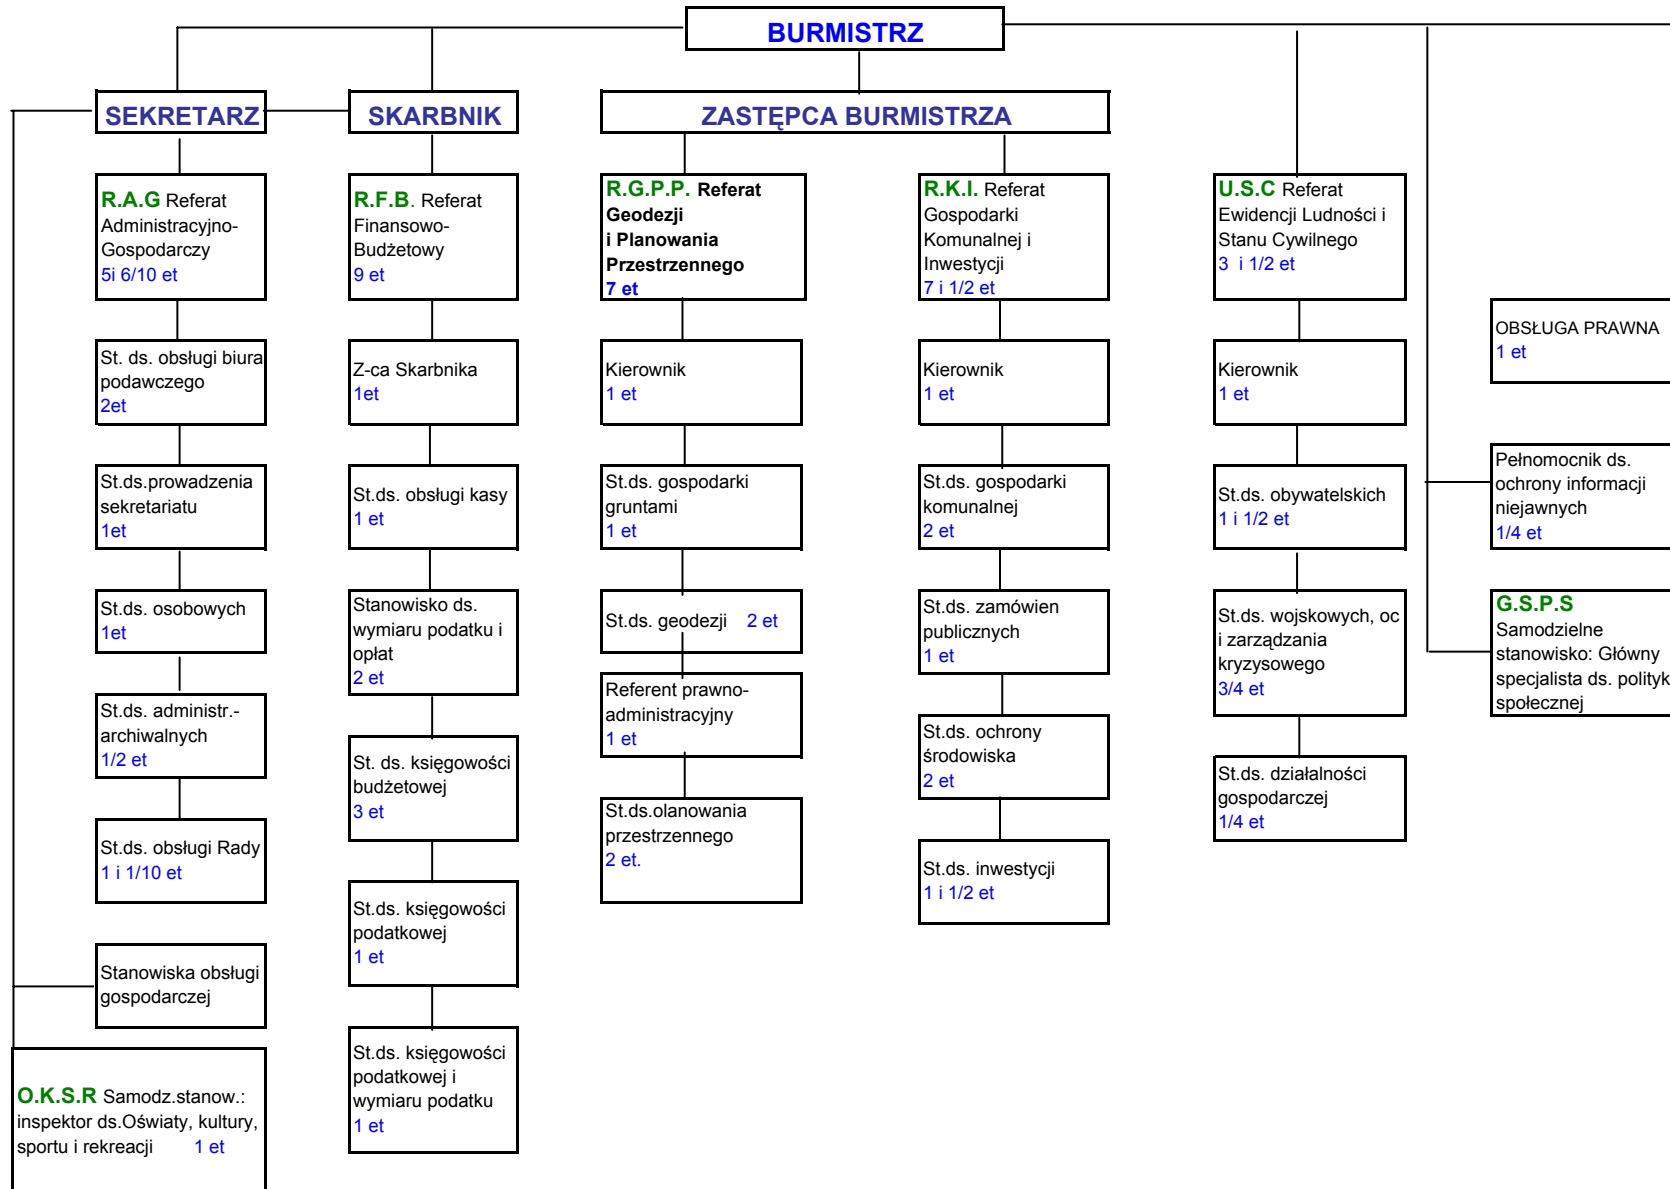 BURMISTRZ
SEKRETARZ
SKARBNIK
ZASTĘPCA BURMISTRZA
R.A.G Referat
Administracyjno-
Gospodarczy
5i 6/10 et
St. ds. obsługi biura
podawczego
2et
St.ds.prowadzenia
sekretariatu
1et
St.ds. osobowych
1et
St.ds. administr.-
archiwalnych
1/2 et
St.ds. obsługi Rady
1 i 1/10 et
Stanowiska obsługi
gospodarczej
O.K.S.R Samodz.stanow.:
inspektor ds.Oświaty, kultury,
sportu i rekreacji 1 et
R.F.B. Referat
Finansowo-
Budżetowy
9 et
Z-ca Skarbnika
1et
St.ds. obsługi kasy
1 et
Stanowisko ds.
wymiaru podatku i
opłat
2 et
St. ds. księgowości
budżetowej
3 et
St.ds. księgowości
podatkowej
1 et
St.ds. księgowości
podatkowej i
wymiaru podatku
1 et
R.G.P.P. Referat
Geodezji
i Planowania
Przestrzennego
7 et
Kierownik
1 et
St.ds. gospodarki
gruntami
1 et
St.ds. geodezji 2 et
Referent prawno-
administracyjny
1 et
St.ds.olanowania
przestrzennego
2 et.
R.K.I. Referat
Gospodarki
Komunalnej i
Inwestycji
7 i 1/2 et
Kierownik
1 et
St.ds. gospodarki
komunalnej
2 et
St.ds. zamówien
publicznych
1 et
St.ds. ochrony
środowiska
2 et
St.ds. inwestycji
1 i 1/2 et
U.S.C Referat
Ewidencji Ludności i
Stanu Cywilnego
3 i 1/2 et
Kierownik
1 et
St.ds. obywatelskich
1 i 1/2 et
St.ds. wojskowych, oc
i zarządzania
kryzysowego
3/4 et
St.ds. działalności
gospodarczej
1/4 et
OBSŁUGA PRAWNA
1 et
Pełnomocnik ds.
ochrony informacji
niejawnych
1/4 et
G.S.P.S
Samodzielne
stanowisko: Główny
specjalista ds. polityk
społecznej